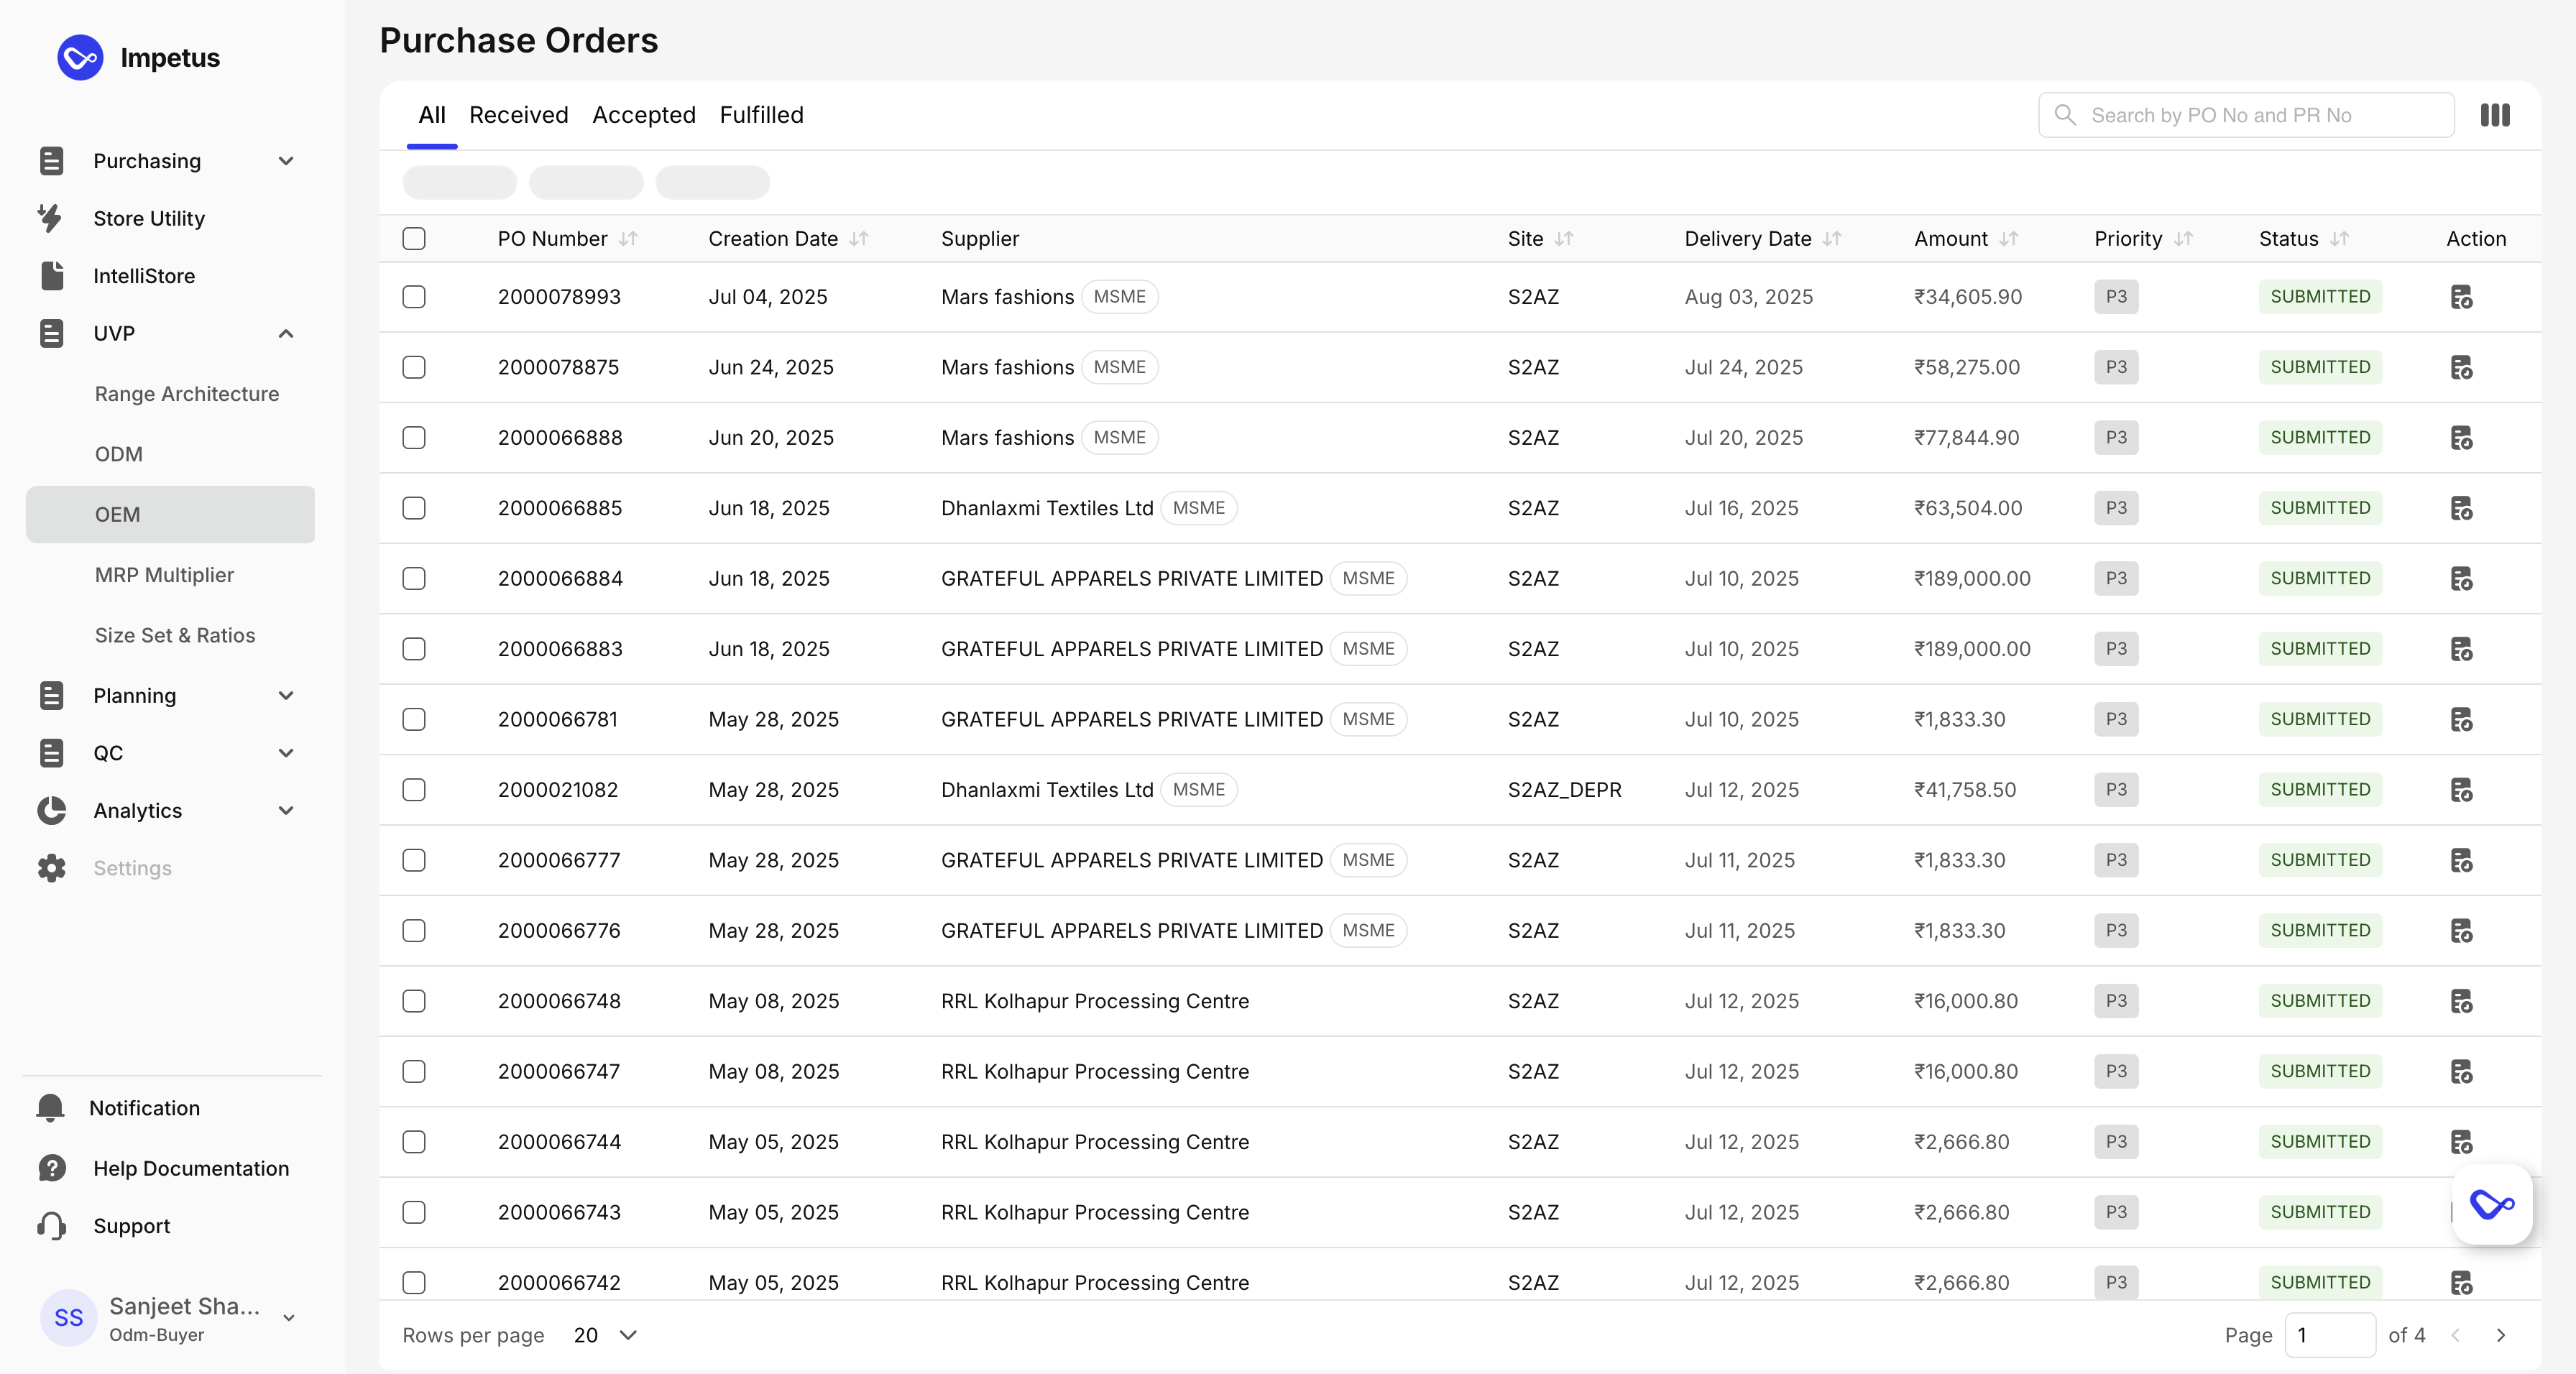 Impetus
Purchasing
Store Utility
IntelliStore
UVP
Range Architecture
ODM
OEM
MRP Multiplier
Size Set & Ratios
Planning
QC
Analytics
Settings
Notification
Help Documentation
Support
SS
Sanjeet Sha...
Odm-Buyer
Purchase Orders
All Received Accepted Fulfilled
Search by PO No and PR No
PO Number Creation Date Supplier Site Delivery Date Amount Priority Status Action
2000078993 Jul 04, 2025 Mars fashions MSME S2AZ Aug 03, 2025 ₹34,605.90 P3 SUBMITTED
2000078875 Jun 24, 2025 Mars fashions MSME S2AZ Jul 24, 2025 ₹58,275.00 P3 SUBMITTED
2000066888 Jun 20, 2025 Mars fashions MSME S2AZ Jul 20, 2025 ₹77,844.90 P3 SUBMITTED
2000066885 Jun 18, 2025 Dhanlaxmi Textiles Ltd MSME S2AZ Jul 16, 2025 ₹63,504.00 P3 SUBMITTED
2000066884 Jun 18, 2025 GRATEFUL APPARELS PRIVATE LIMITED MSME S2AZ Jul 10, 2025 ₹189,000.00 P3 SUBMITTED
2000066883 Jun 18, 2025 GRATEFUL APPARELS PRIVATE LIMITED MSME S2AZ Jul 10, 2025 ₹189,000.00 P3 SUBMITTED
2000066781 May 28, 2025 GRATEFUL APPARELS PRIVATE LIMITED MSME S2AZ Jul 10, 2025 ₹1,833.30 P3 SUBMITTED
2000021082 May 28, 2025 Dhanlaxmi Textiles Ltd MSME S2AZ_DEPR Jul 12, 2025 ₹41,758.50 P3 SUBMITTED
2000066777 May 28, 2025 GRATEFUL APPARELS PRIVATE LIMITED MSME S2AZ Jul 11, 2025 ₹1,833.30 P3 SUBMITTED
2000066776 May 28, 2025 GRATEFUL APPARELS PRIVATE LIMITED MSME S2AZ Jul 11, 2025 ₹1,833.30 P3 SUBMITTED
2000066748 May 08, 2025 RRL Kolhapur Processing Centre S2AZ Jul 12, 2025 ₹16,000.80 P3 SUBMITTED
2000066747 May 08, 2025 RRL Kolhapur Processing Centre S2AZ Jul 12, 2025 ₹16,000.80 P3 SUBMITTED
2000066744 May 05, 2025 RRL Kolhapur Processing Centre S2AZ Jul 12, 2025 ₹2,666.80 P3 SUBMITTED
2000066743 May 05, 2025 RRL Kolhapur Processing Centre S2AZ Jul 12, 2025 ₹2,666.80 P3 SUBMITTED
2000066742 May 05, 2025 RRL Kolhapur Processing Centre S2AZ Jul 12, 2025 ₹2,666.80 P3 SUBMITTED
Rows per page 20 Page 1 of 4